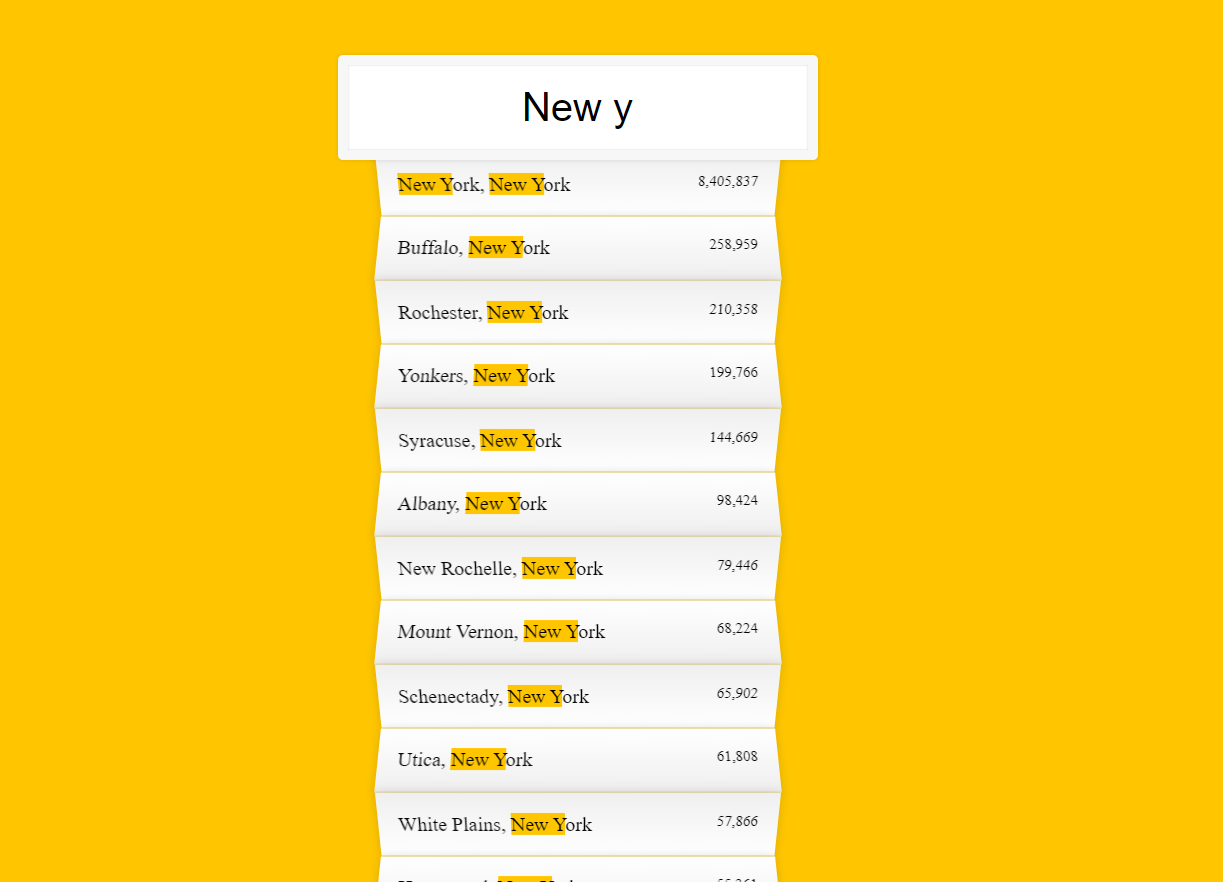 New y
New York, New York 8,405,837
Buffalo, New York 258,959
Rochester, New York 210,358
Yonkers, New York 199,766
Syracuse, New York 144,669
Albany, New York 98,424
New Rochelle, New York 79,446
Mount Vernon, New York 68,224
Schenectady, New York 65,902
Utica, New York 61,808
White Plains, New York 57,866